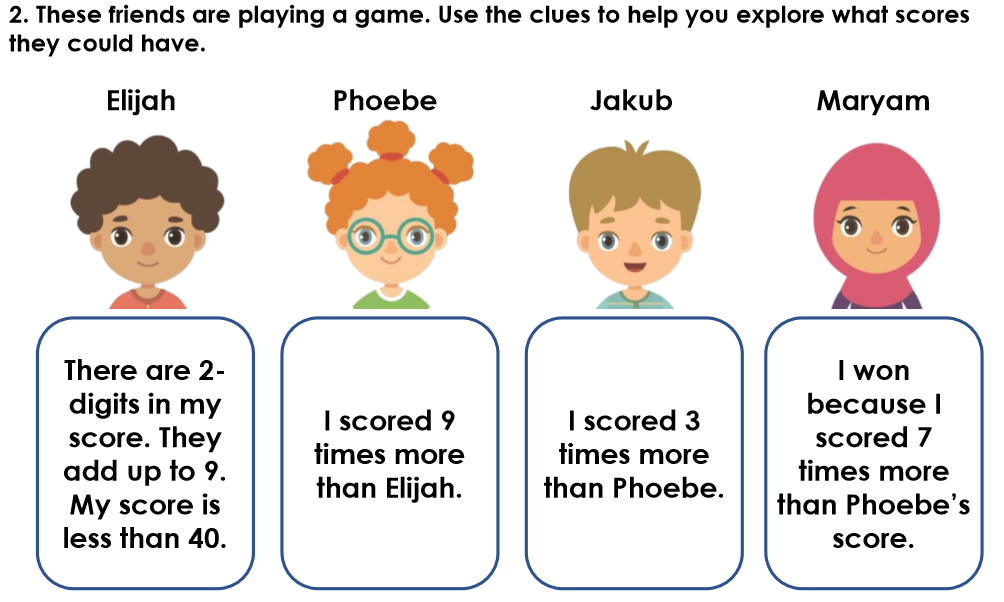 2. These friends are playing a game. Use the clues to help you explore what scores
they could have.
Elijah
Phoebe
Jakub
Maryam
There are 2-
digits in my
score. They
add up to 9.
My score is
less than 40.
I scored 9
times more
than Elijah.
I scored 3
times more
than Phoebe.
I won
because I
scored 7
times more
than Phoebe’s
score.